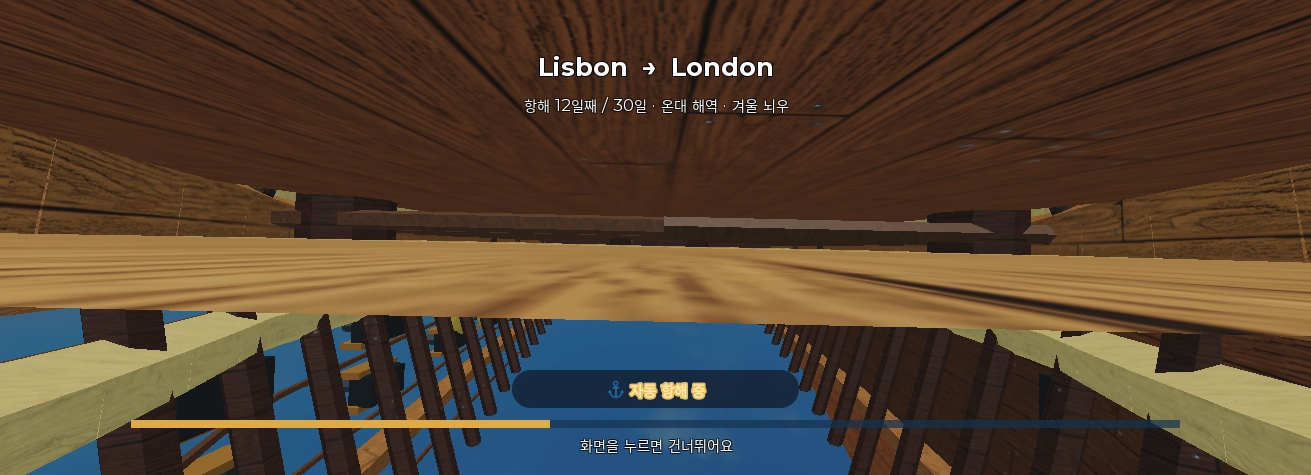 Lisbon → London
항해 12일째 / 30일 · 온대 해역 · 겨울 뇌우
⚓ 자동 항해 중
화면을 누르면 건너뛰어요